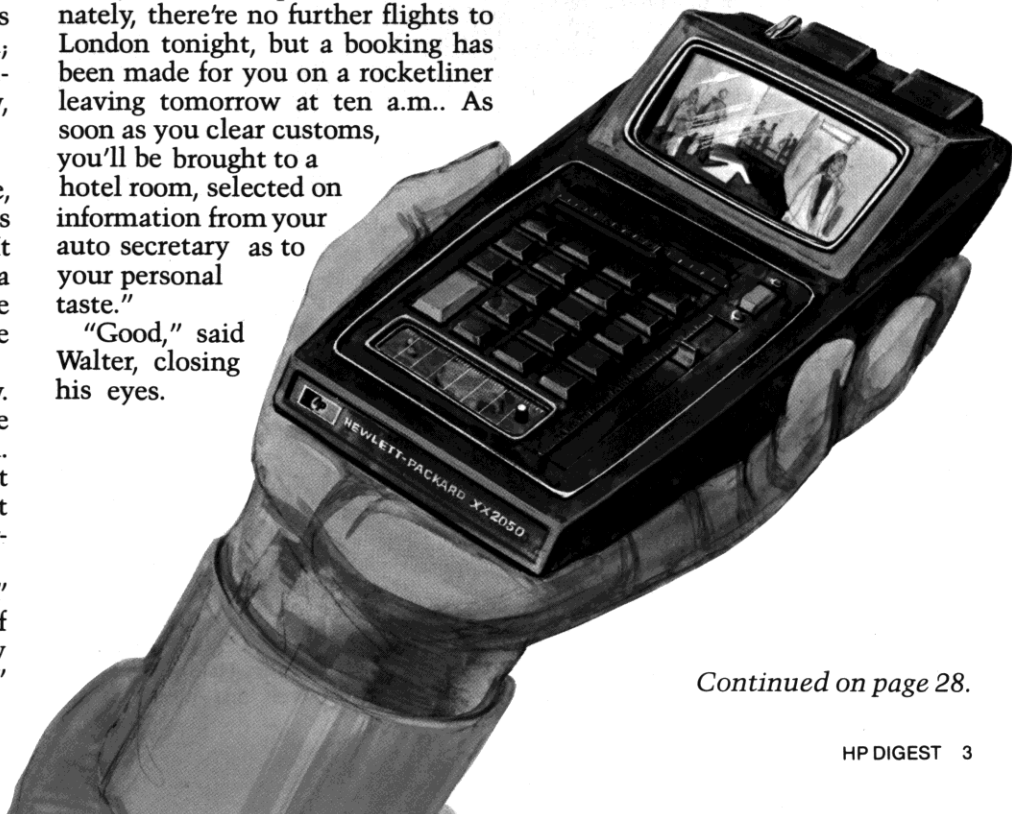 nately, there're no further flights to
London tonight, but a booking has
been made for you on a rocketliner
leaving tomorrow at ten a.m.. As
soon as you clear customs,
you'll be brought to a
hotel room, selected on
information from your
auto secretary as to
your personal
taste."
"Good," said
Walter, closing
his eyes.
hp HEWLETT-PACKARD XX2050
Continued on page 28.
HP DIGEST 3